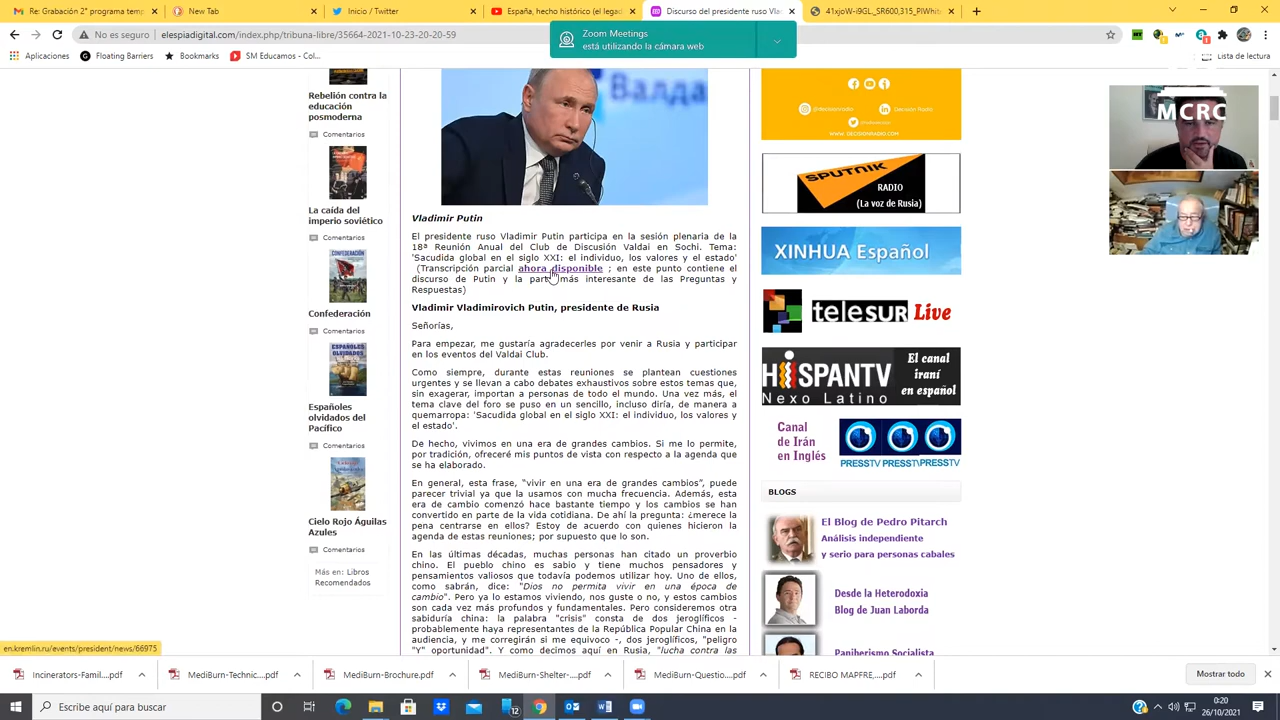 Re: Grabación 2º programa tempo
Inicio / Twitter
España, hecho histórico (el legad
Discurso del presidente ruso Vlac
41xjoW-i9GL_SR600,315_PIWhite
No es seguro
elespiadigital.com/index.php/tribuna-libre/35664-2021-10-23-20-20-59
Zoom Meetings
está utilizando la cámara web
Aplicaciones
Floating Barriers
Bookmarks
SM Educamos - Col...
Lista de lectura
Rebelión contra la
educación
posmoderna
Comentarios
La caída del
imperio soviético
Comentarios
CONFEDERACIÓN
Confederación
Comentarios
ESPAÑOLES
OLVIDADOS
Españoles
olvidados del
Pacífico
Comentarios
Cielo Rojo Águilas
Azules
Comentarios
Más en: Libros
Recomendados
Валда
Vladimir Putin
El presidente ruso Vladimir Putin participa en la sesión plenaria de la
18ª Reunión Anual del Club de Discusión Valdai en Sochi. Tema:
'Sacudida global en el siglo XXI: el individuo, los valores y el estado'
(Transcripción parcial ahora disponible ; en este punto contiene el
discurso de Putin y la parte más interesante de las Preguntas y
Respuestas)
Vladimir Vladimirovich Putin, presidente de Rusia
Señorías,
Para empezar, me gustaría agradecerles por venir a Rusia y participar
en los eventos del Valdai Club.
Como siempre, durante estas reuniones se plantean cuestiones
urgentes y se llevan a cabo debates exhaustivos sobre estos temas que,
sin exagerar, importan a personas de todo el mundo. Una vez más, el
tema clave del foro se puso en un sencillo, incluso diría, de manera a
quemarropa: 'Sacudida global en el siglo XXI: el individuo, los valores y
el estado'.
De hecho, vivimos en una era de grandes cambios. Si me lo permite,
por tradición, ofreceré mis puntos de vista con respecto a la agenda que
se ha elaborado.
En general, esta frase, “vivir en una era de grandes cambios”, puede
parecer trivial ya que la usamos con mucha frecuencia. Además, esta
era de cambio comenzó hace bastante tiempo y los cambios se han
convertido en parte de la vida cotidiana. De ahí la pregunta: ¿merece la
pena centrarse en ellos? Estoy de acuerdo con quienes hicieron la
agenda de estas reuniones; por supuesto que lo son.
En las últimas décadas, muchas personas han citado un proverbio
chino. El pueblo chino es sabio y tiene muchos pensadores y
pensamientos valiosos que todavía podemos utilizar hoy. Uno de ellos,
como sabrán, dice: "Dios no permita vivir en una época de
cambio". Pero ya lo estamos viviendo, nos guste o no, y estos cambios
son cada vez más profundos y fundamentales. Pero consideremos otra
sabiduría china: la palabra "crisis" consta de dos jeroglíficos -
probablemente haya representantes de la República Popular China en la
audiencia, y me corregirán si me equivoco -, dos jeroglíficos, "peligro
"Y" oportunidad". Y como decimos aquí en Rusia, "lucha contra las
@decisionradio
Decisión Radio
WWW.DECISIONRADIO.COM
SPUTNIK
RADIO
(La voz de Rusia)
XINHUA Español
teleSUR Live
HISPANTV
Nexo Latino
El canal
iraní
en español
Canal
de Irán
en Inglés
PRESSTV PRESSTV PRESSTV
BLOGS
El Blog de Pedro Pitarch
Análisis independiente
y serio para personas cabales
Desde la Heterodoxia
Blog de Juan Laborda
Paniberismo Socialista
MCRC
en.kremlin.ru/events/president/news/66975
Incinerators-Fami....pdf
MediBurn-Technic....pdf
MediBurn-Brochure.pdf
MediBurn-Shelter-....pdf
MediBurn-Questio....pdf
RECIBO MAPFRE,....pdf
Mostrar todo
Escribe aquí para buscar
12
0:20
26/10/2021